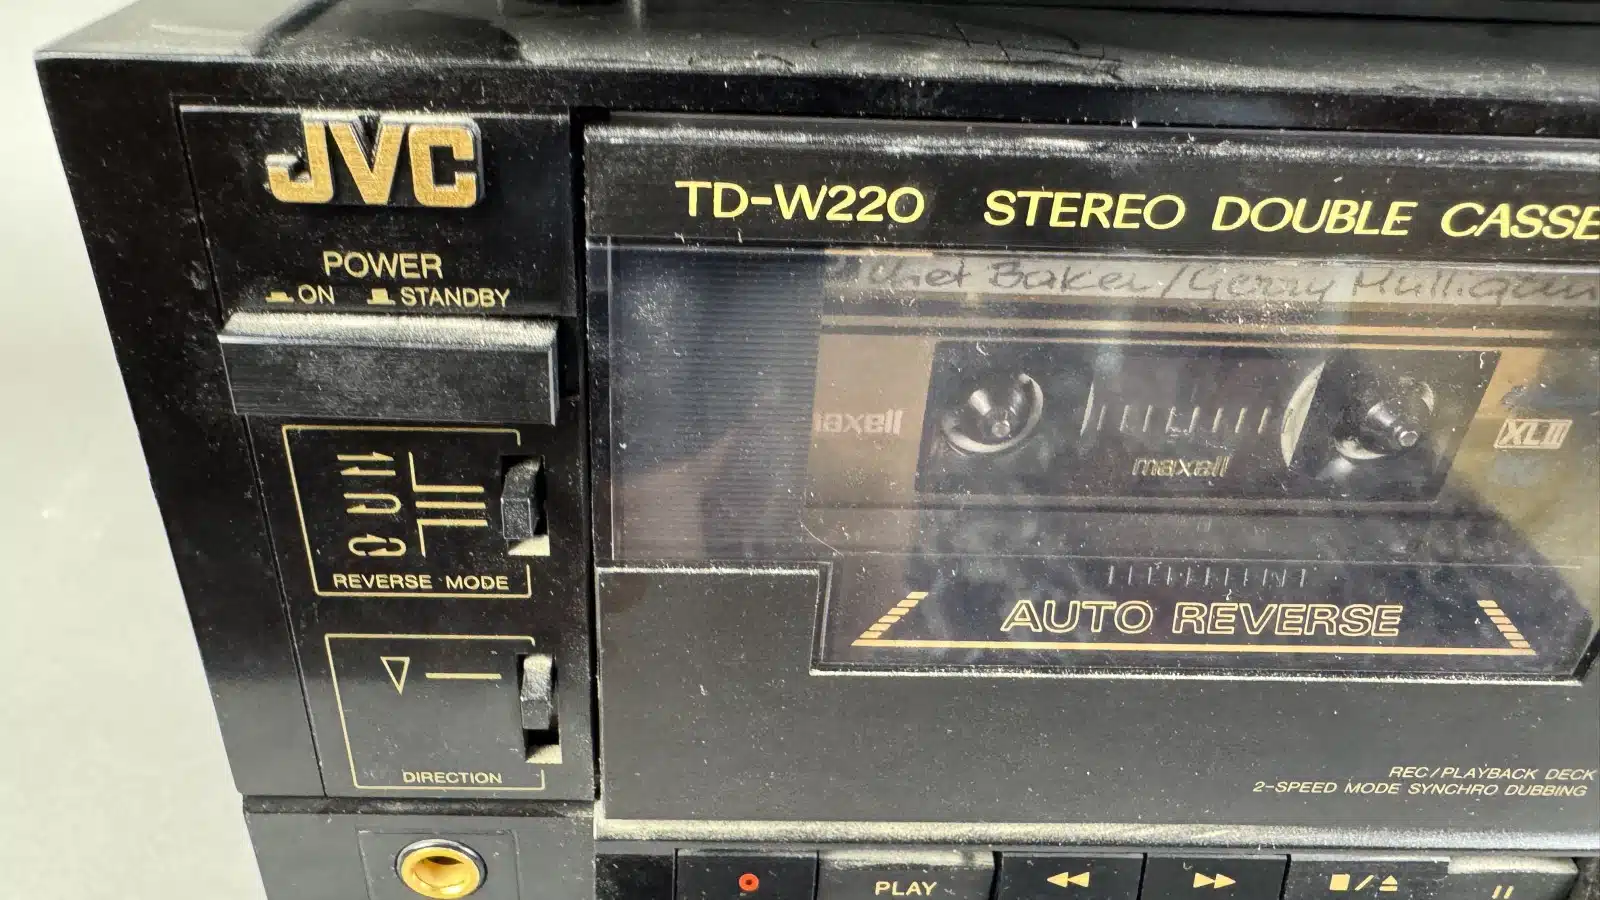 JVC
POWER
ON STANDBY
TD-W220 STEREO DOUBLE CASSE
Chet Baker/Gerry Mulligan
maxell
maxell
XLII
REVERSE MODE
AUTO REVERSE
DIRECTION
REC/PLAYBACK DECK
2-SPEED MODE SYNCHRO DUBBING
PLAY